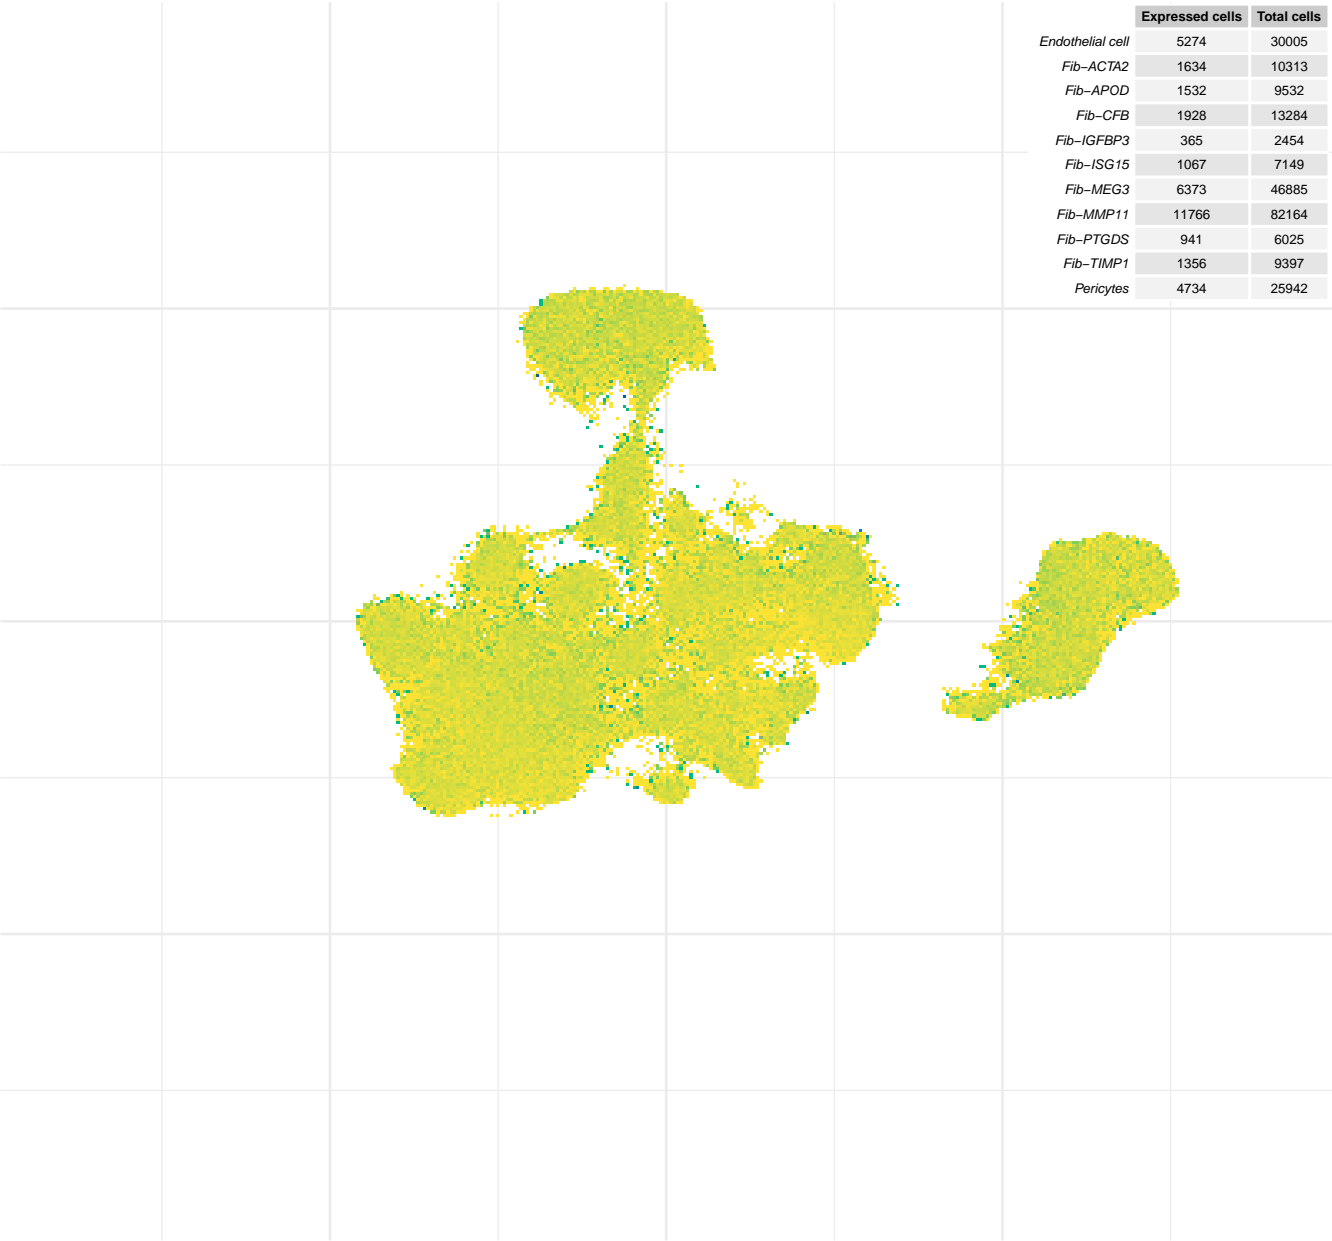 Expressed cells Total cells
Endothelial cell 5274 30005
Fib−ACTA2 1634 10313
Fib−APOD 1532 9532
Fib−CFB 1928 13284
Fib−IGFBP3 365 2454
Fib−ISG15 1067 7149
Fib−MEG3 6373 46885
Fib−MMP11 11766 82164
Fib−PTGDS 941 6025
Fib−TIMP1 1356 9397
Pericytes 4734 25942